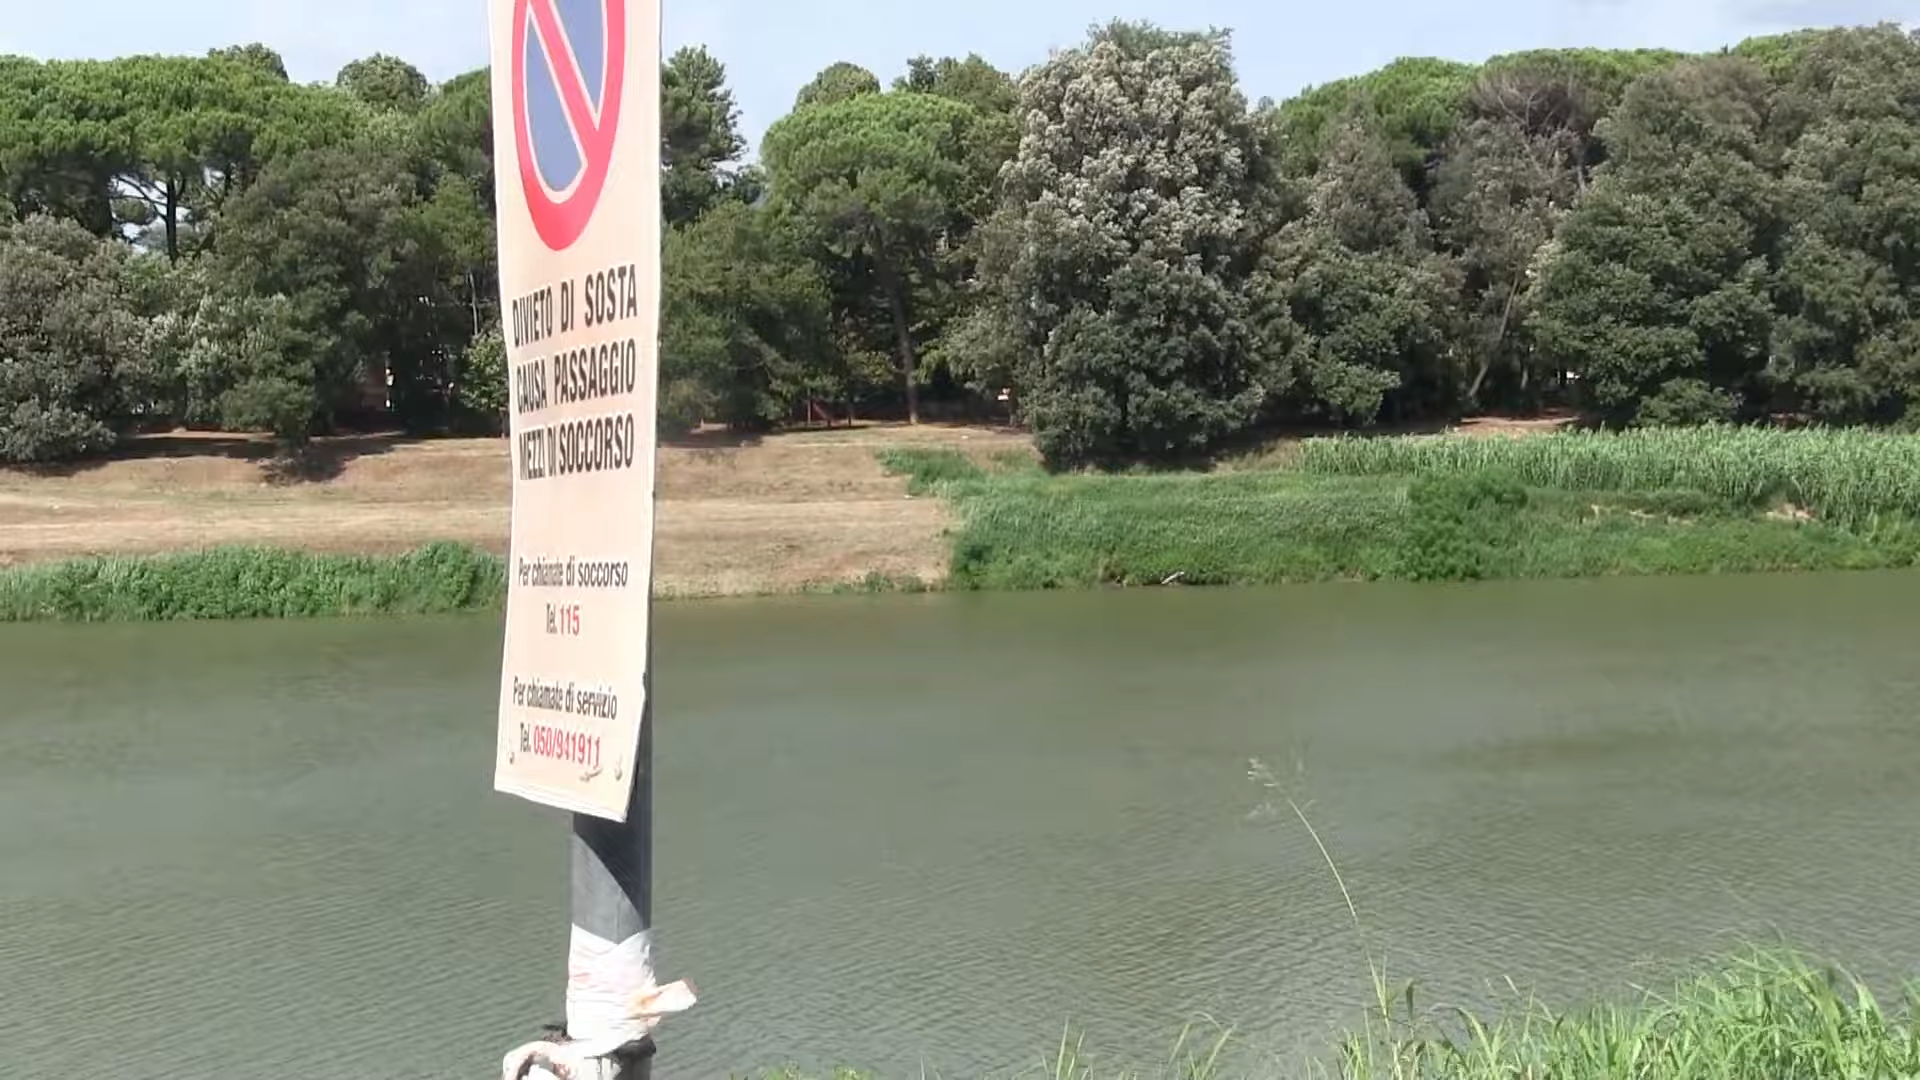 DIVIETO DI SOSTA
CAUSA PASSAGGIO
MEZZI DI SOCCORSO
Per chiamate di soccorso
Tel. 115
Per chiamate di servizio
Tel. 050/941911